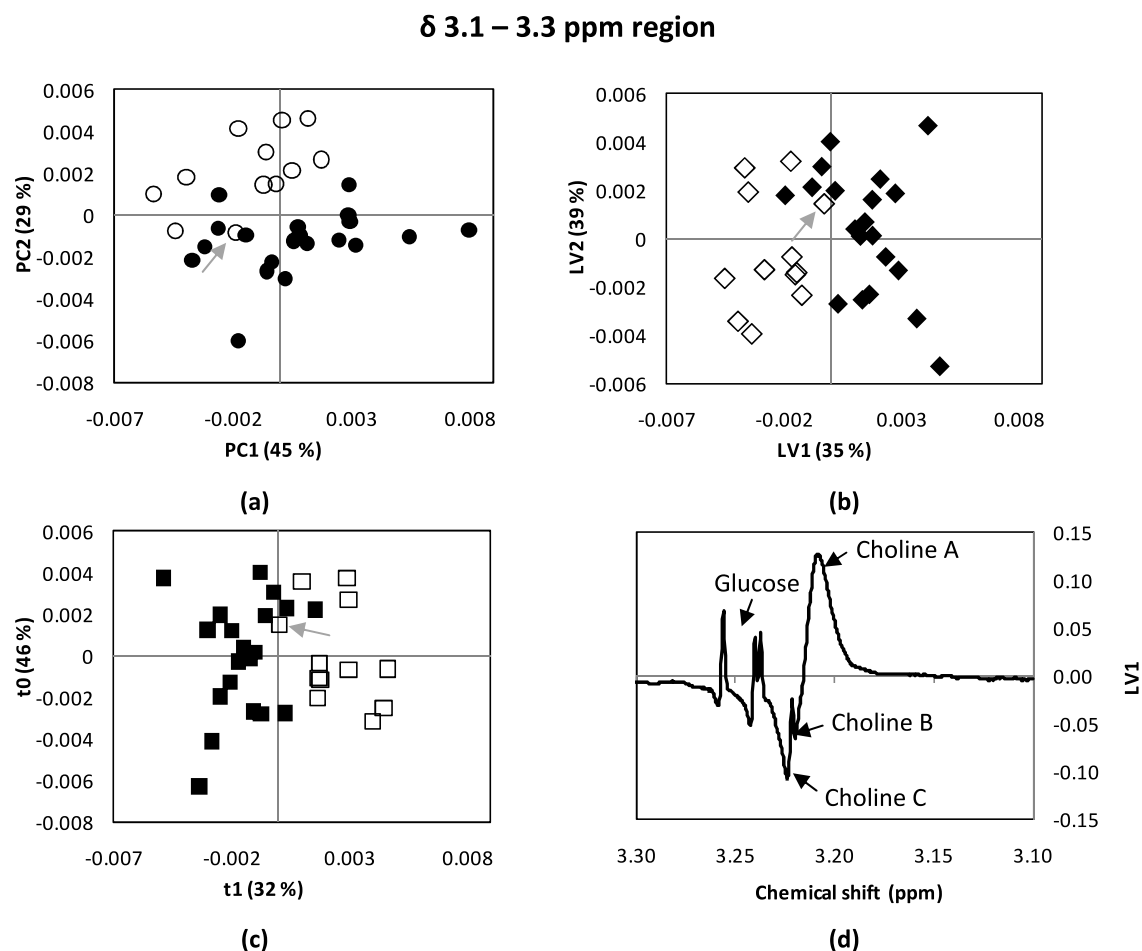 δ 3.1 – 3.3 ppm region
0.006
0.004
0.002
0
-0.002
-0.004
-0.006
-0.008
PC2 (29 %)
-0.007 -0.002 0.003 0.008
PC1 (45 %)
(a)
0.006
0.004
0.002
0
-0.002
-0.004
-0.006
LV2 (39 %)
-0.007 -0.002 0.003 0.008
LV1 (35 %)
(b)
0.006
0.004
0.002
0
-0.002
-0.004
-0.006
-0.008
t0 (46 %)
-0.007 -0.002 0.003 0.008
t1 (32 %)
(c)
Choline A
Glucose
Choline B
Choline C
0.15
0.10
0.05
0.00
-0.05
-0.10
-0.15
LV1
3.30 3.25 3.20 3.15 3.10
Chemical shift (ppm)
(d)